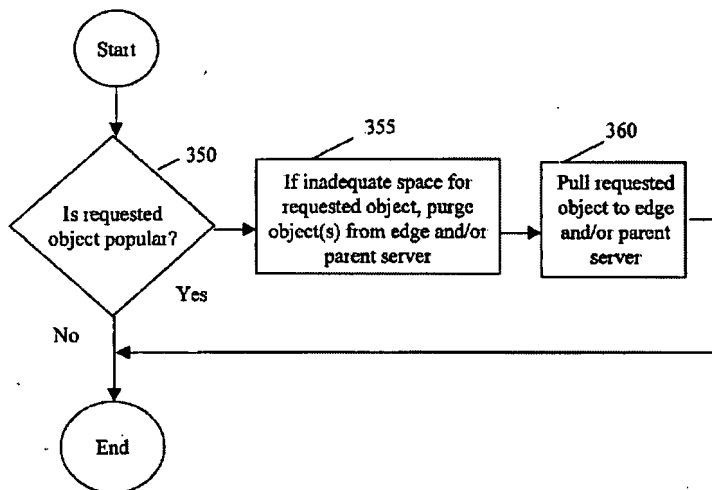 Start
350
Is requested
object popular?
Yes
No
355
If inadequate space for
requested object, purge
object(s) from edge and/or
parent server
360
Pull requested
object to edge
and/or parent
server
End